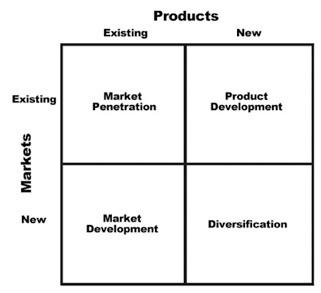 Products
Existing New
Existing
Market
Penetration
Product
Development
Markets
New
Market
Development
Diversification